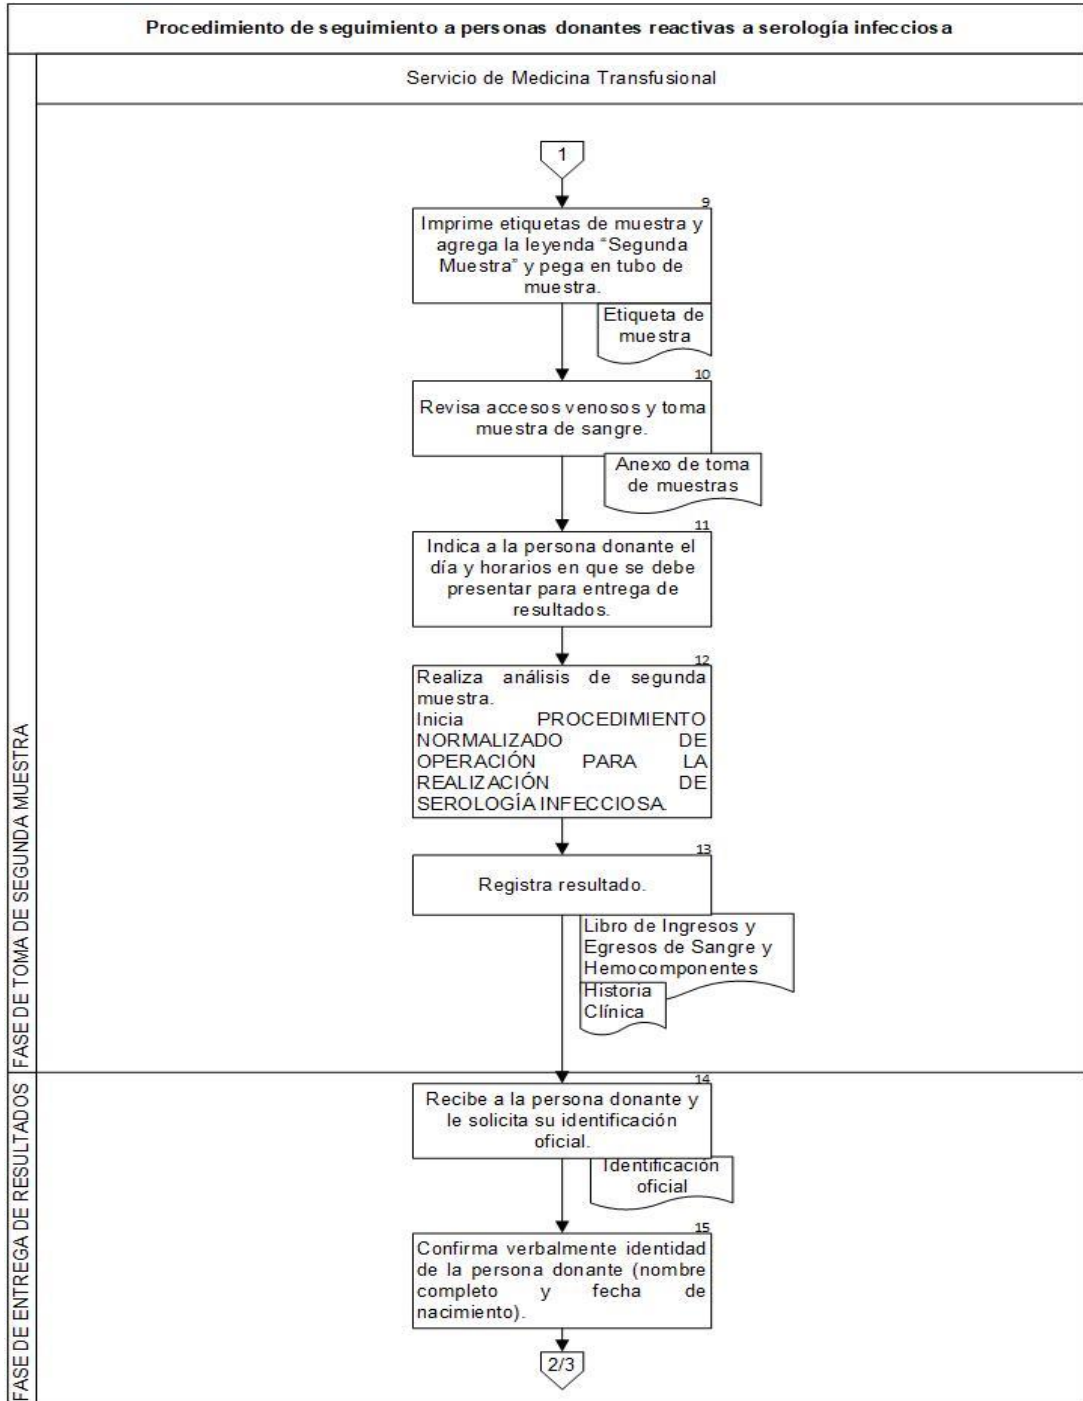 Procedimiento de seguimiento a personas donantes reactivas a serología infecciosa
Servicio de Medicina Transfusional
FASE DE TOMA DE SEGUNDA MUESTRA
1
9
Imprime etiquetas de muestra y
agrega la leyenda “Segunda
Muestra” y pega en tubo de
muestra.
Etiqueta de
muestra
10
Revisa accesos venosos y toma
muestra de sangre.
Anexo de toma
de muestras
11
Indica a la persona donante el
día y horarios en que se debe
presentar para entrega de
resultados.
12
Realiza análisis de segunda
muestra.
Inicia PROCEDIMIENTO
NORMALIZADO DE
OPERACIÓN PARA LA
REALIZACIÓN DE
SEROLOGÍA INFECCIOSA.
13
Registra resultado.
Libro de Ingresos y
Egresos de Sangre y
Hemocomponentes
Historia
Clínica
FASE DE ENTREGA DE RESULTADOS
14
Recibe a la persona donante y
le solicita su identificación
oficial.
Identificación
oficial
15
Confirma verbalmente identidad
de la persona donante (nombre
completo y fecha de
nacimiento).
2/3